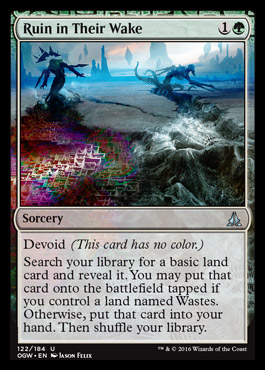 Ruin in Their Wake 1
Sorcery
Devoid (This card has no color.)
Search your library for a basic land
card and reveal it. You may put that
card onto the battlefield tapped if
you control a land named Wastes.
Otherwise, put that card into your
hand. Then shuffle your library.
122/184 U
OGW • EN Jason Felix ™ & © 2016 Wizards of the Coast